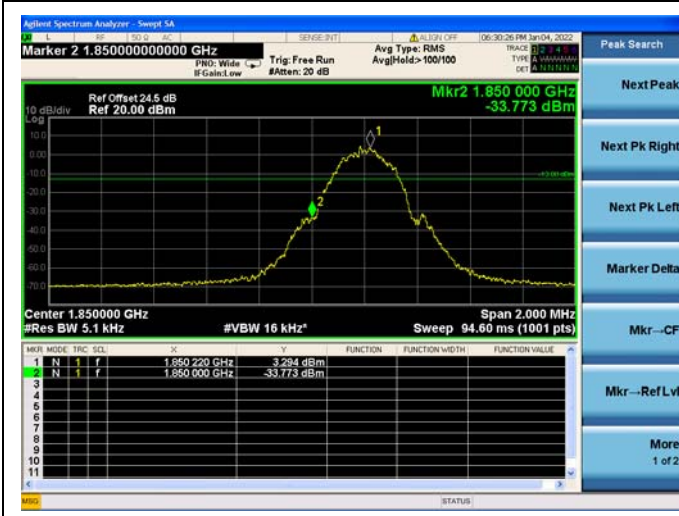 Agilent Spectrum Analyzer - Swept SA
L RF 50 Ω AC SENSE:INT ALIGN OFF 06:30:26 PM Jan 04, 2022
Marker 2 1.850000000000 GHz
PNO: Wide
IFGain:Low
Trig: Free Run
#Atten: 20 dB
Avg Type: RMS
Avg|Hold:> 100/100
TRACE 1 2 3 4 5 6
TYPE A WWWWW
DET A N N N N N
Peak Search
Next Peak
Next Pk Right
Next Pk Left
Marker Delta
Mkr→CF
Mkr→Ref Lvl
More
1 of 2
Mkr2 1.850 000 GHz
-33.773 dBm
Ref Offset 24.5 dB
10 dB/div Ref 20.00 dBm
Log
10.0
0.00
-10.0
-20.0
-30.0
-40.0
-50.0
-60.0
-70.0
1
2
-13.00 dBm
Center 1.850000 GHz Span 2.000 MHz
#Res BW 5.1 kHz #VBW 16 kHz* Sweep 94.60 ms (1001 pts)
MKR MODE TRC SCL X Y FUNCTION FUNCTION WIDTH FUNCTION VALUE
1 N 1 f 1.850 220 GHz 3.294 dBm
2 N 1 f 1.850 000 GHz -33.773 dBm
3
4
5
6
7
8
9
10
11
MSG STATUS